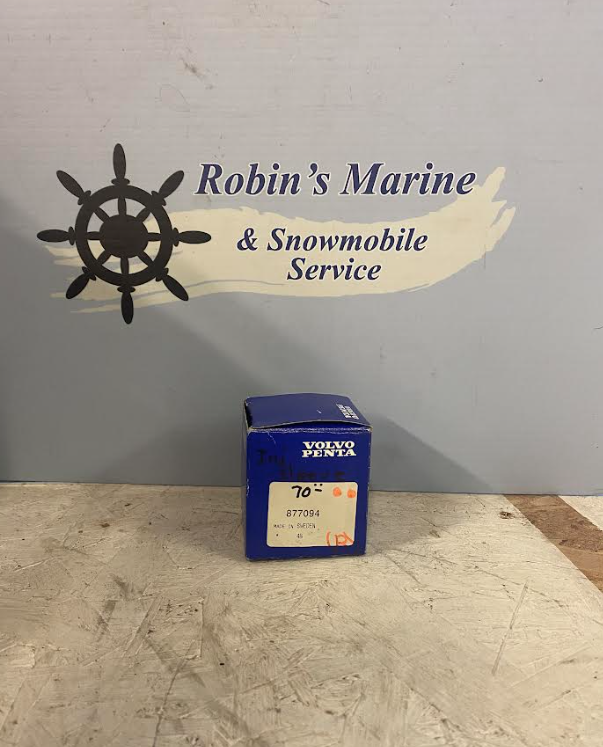 Robin's Marine
& Snowmobile
Service
VOLVO
PENTA
70
877094
MADE IN SWEDEN